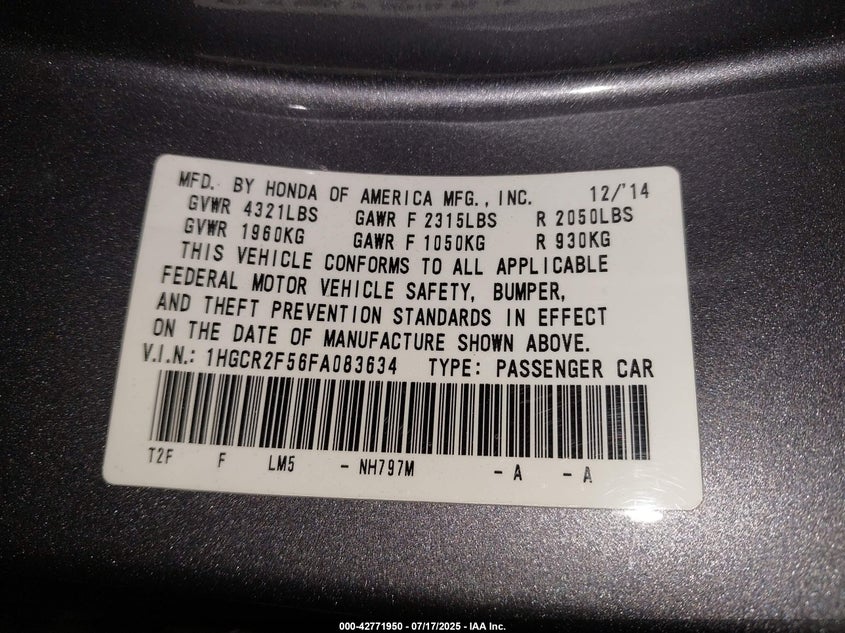 MFD. BY HONDA OF AMERICA MFG., INC. 12/'14
GVWR 4321LBS GAWR F 2315LBS R 2050LBS
GVWR 1960KG GAWR F 1050KG R 930KG
THIS VEHICLE CONFORMS TO ALL APPLICABLE
FEDERAL MOTOR VEHICLE SAFETY, BUMPER,
AND THEFT PREVENTION STANDARDS IN EFFECT
ON THE DATE OF MANUFACTURE SHOWN ABOVE.
V.I.N.: 1HGCR2F56FA083634 TYPE: PASSENGER CAR
T2F F LM5 - NH797M - A - A
000-42771950 - 07/17/2025 - IAA Inc.